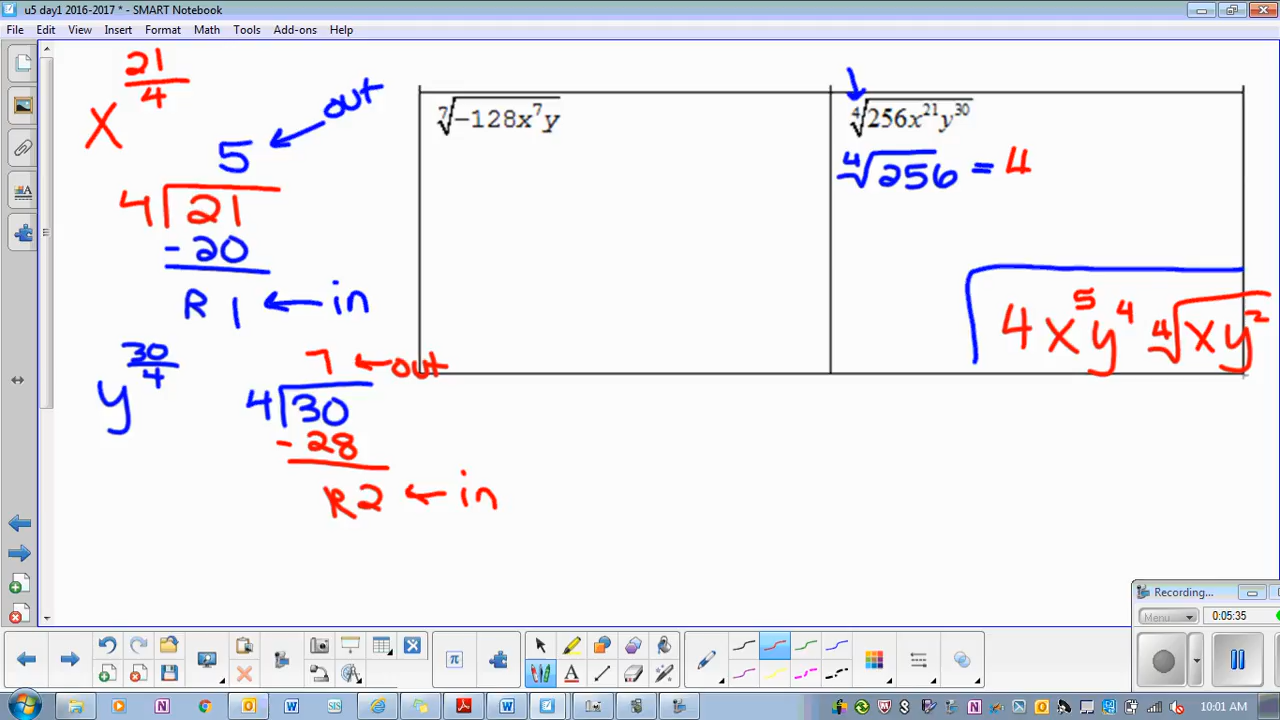 u5 day1 2016-2017 * - SMART Notebook
File Edit View Insert Format Math Tools Add-ons Help
x^{21/4}
5 ← out
4⟌21
-20
R 1 ← in
y^{30/4}
7 ← out
4⟌30
-28
R2 ← in
⁷√-128x⁷y
⁴√256x²¹y³⁰
⁴√256 = 4
4x⁵y⁴ ⁴√xy²
Recording...
Menu
0:05:35
10:01 AM